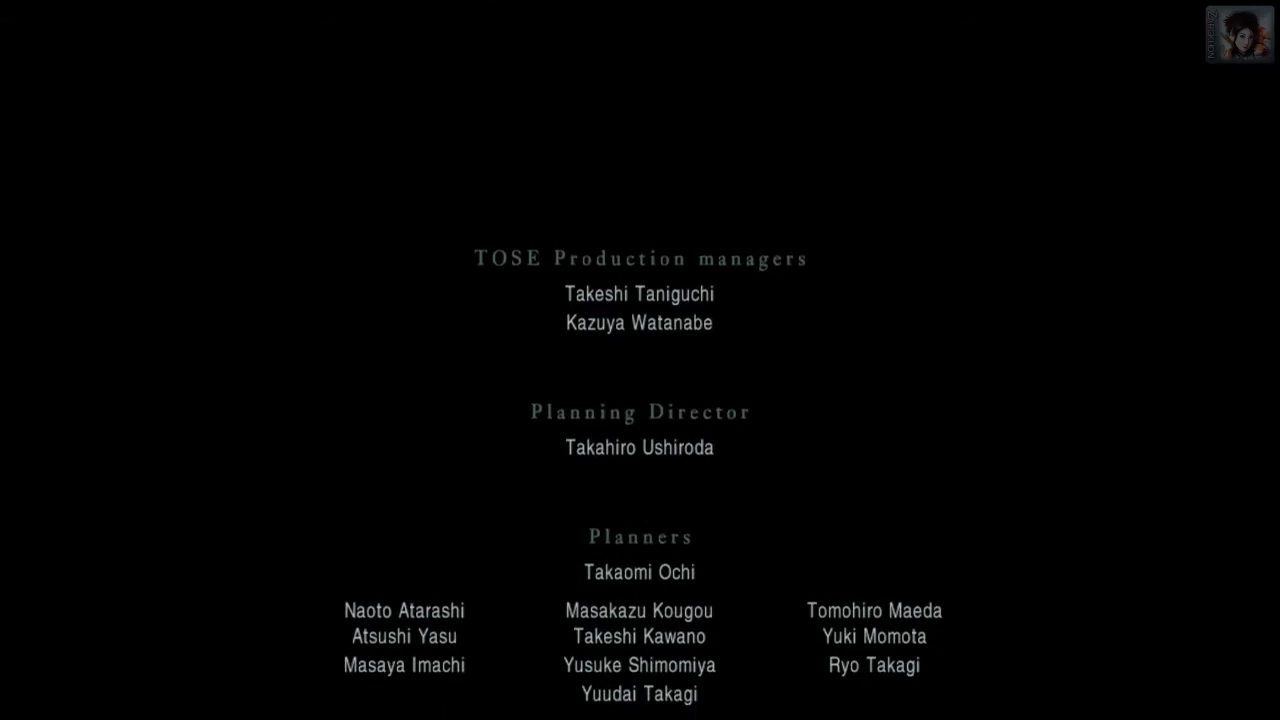 TOSE Production managers
Takeshi Taniguchi
Kazuya Watanabe
Planning Director
Takahiro Ushiroda
Planners
Takaomi Ochi
Naoto Atarashi Masakazu Kougou Tomohiro Maeda
Atsushi Yasu Takeshi Kawano Yuki Momota
Masaya Imachi Yusuke Shimomiya Ryo Takagi
Yuudai Takagi